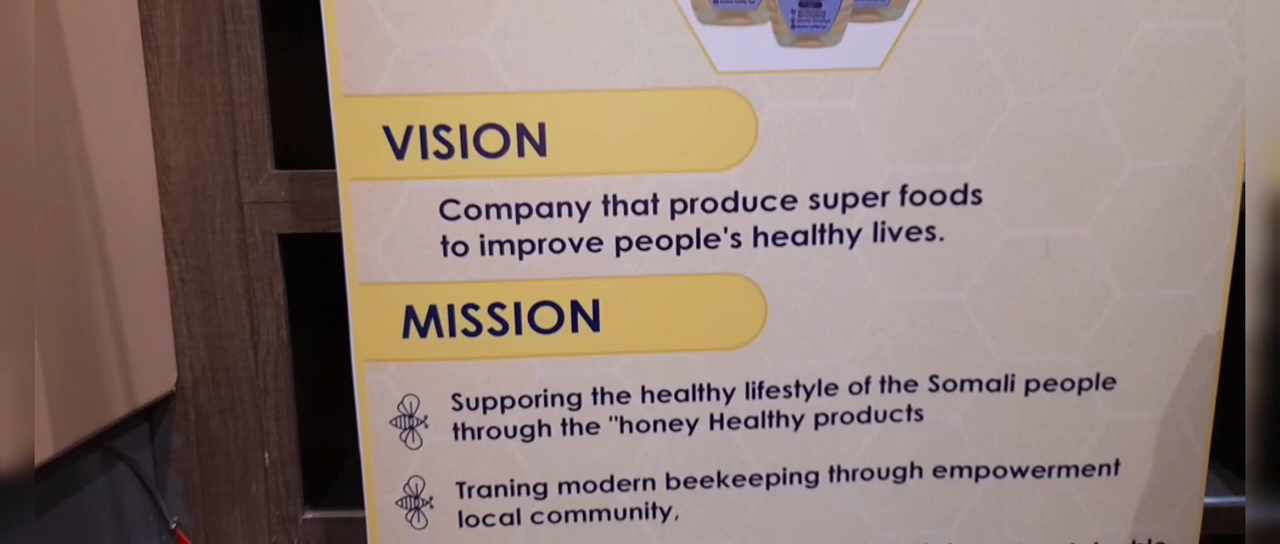 VISION
Company that produce super foods
to improve people's healthy lives.
MISSION
Supporing the healthy lifestyle of the Somali people
through the "honey Healthy products
Traning modern beekeeping through empowerment
local community,